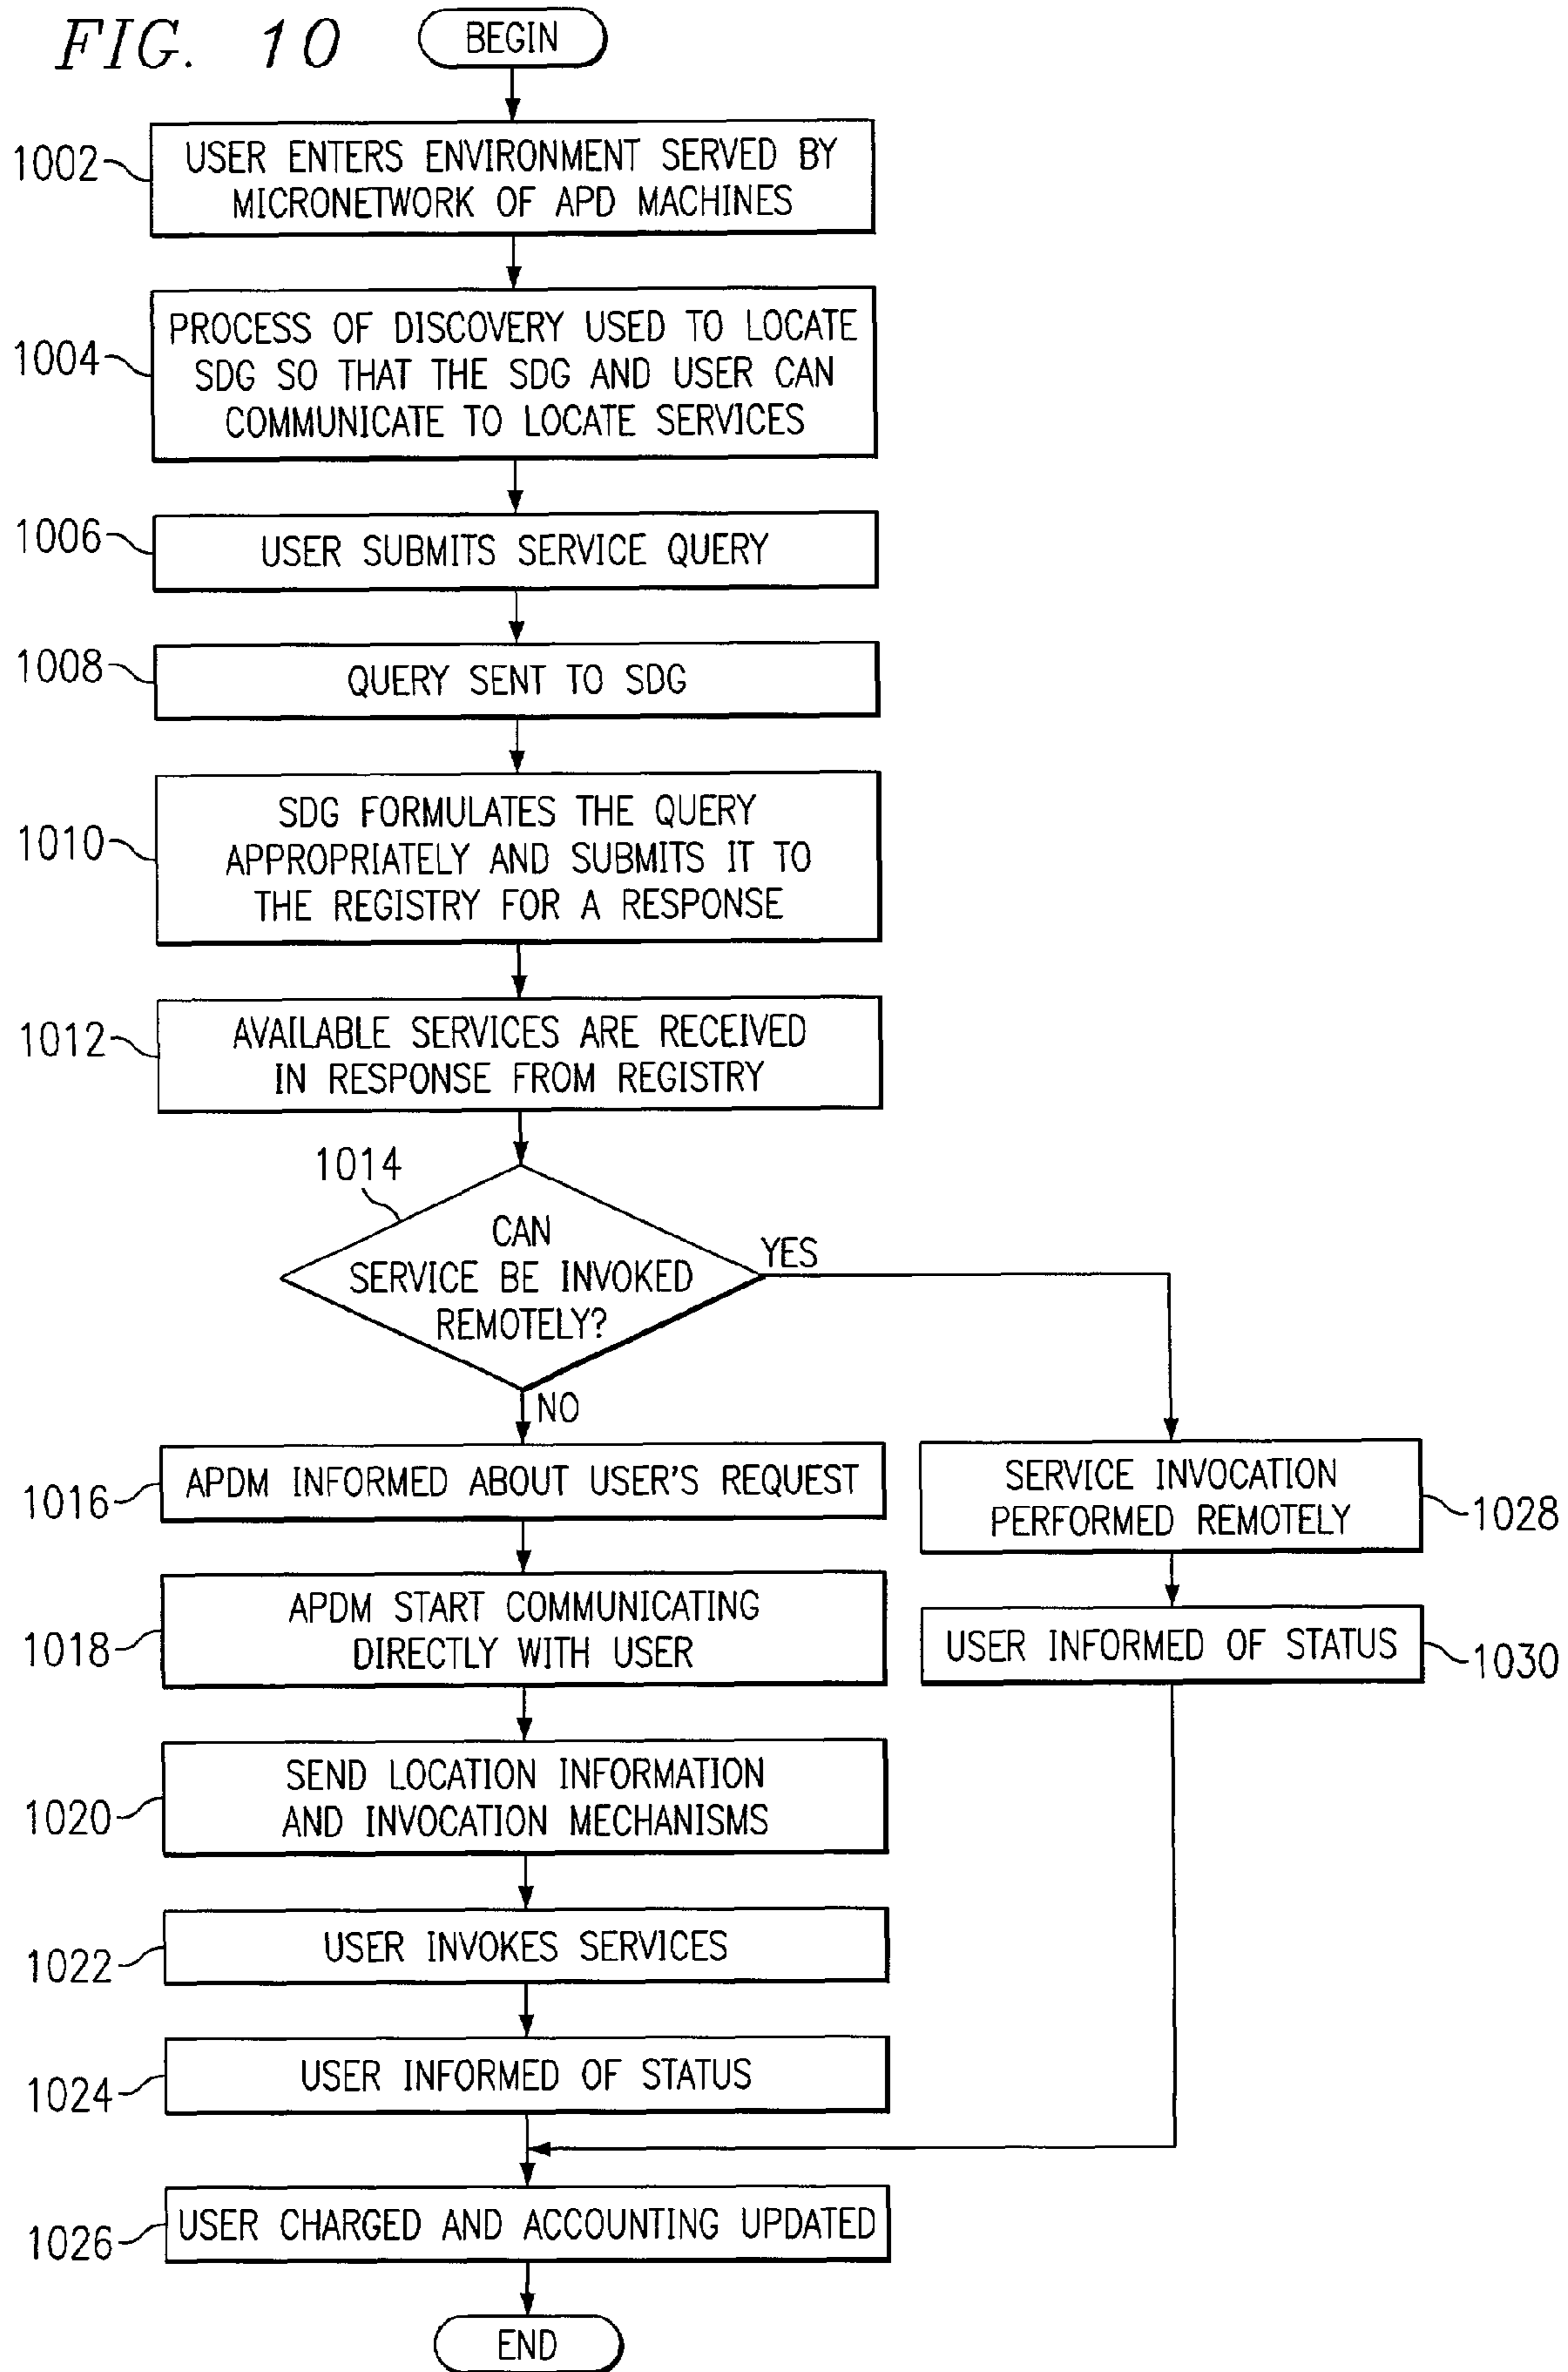 FIG. 10
BEGIN
1002
USER ENTERS ENVIRONMENT SERVED BY
MICRONETWORK OF APD MACHINES
1004
PROCESS OF DISCOVERY USED TO LOCATE
SDG SO THAT THE SDG AND USER CAN
COMMUNICATE TO LOCATE SERVICES
1006
USER SUBMITS SERVICE QUERY
1008
QUERY SENT TO SDG
1010
SDG FORMULATES THE QUERY
APPROPRIATELY AND SUBMITS IT TO
THE REGISTRY FOR A RESPONSE
1012
AVAILABLE SERVICES ARE RECEIVED
IN RESPONSE FROM REGISTRY
1014
CAN
SERVICE BE INVOKED
REMOTELY?
YES
NO
1016
APDM INFORMED ABOUT USER'S REQUEST
1018
APDM START COMMUNICATING
DIRECTLY WITH USER
1020
SEND LOCATION INFORMATION
AND INVOCATION MECHANISMS
1022
USER INVOKES SERVICES
1024
USER INFORMED OF STATUS
SERVICE INVOCATION
PERFORMED REMOTELY
1028
USER INFORMED OF STATUS
1030
1026
USER CHARGED AND ACCOUNTING UPDATED
END